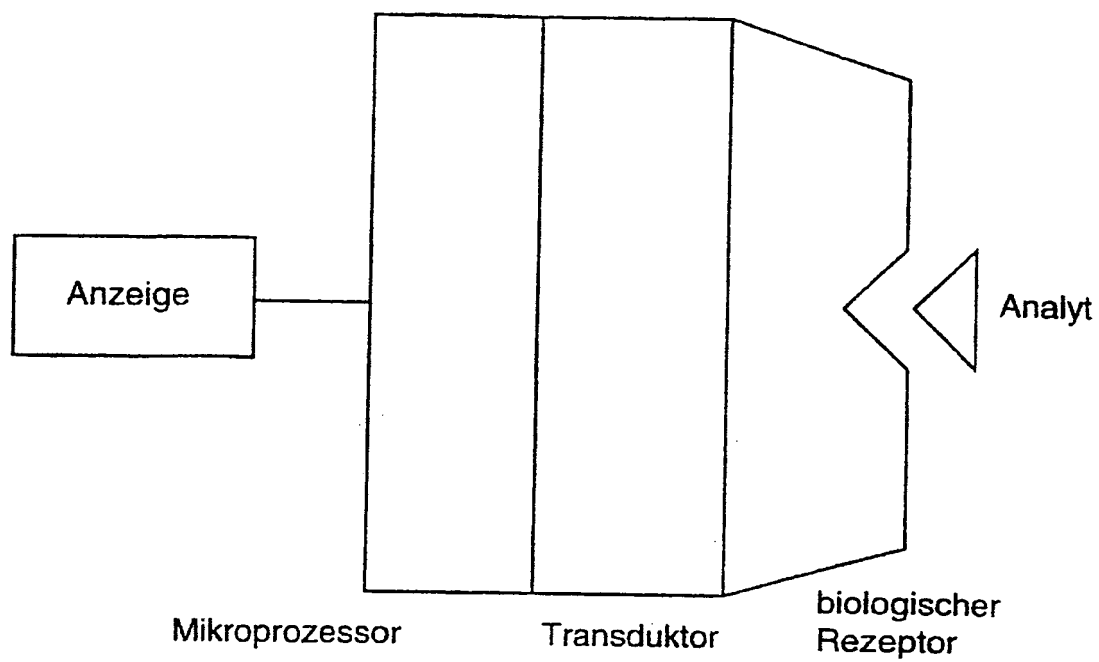 Anzeige
Analyt
Mikroprozessor
Transduktor
biologischer
Rezeptor